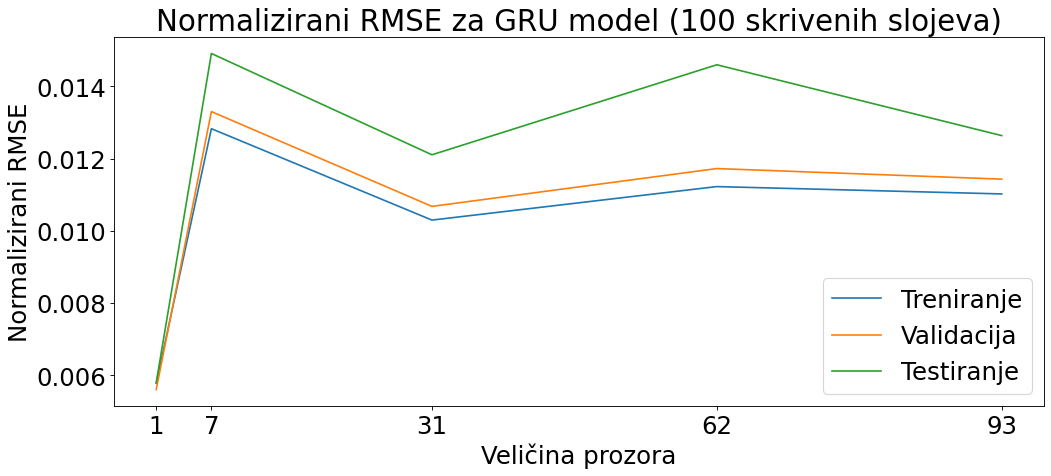 Normalizirani RMSE za GRU model (100 skrivenih slojeva)
Normalizirani RMSE
0.014
0.012
0.010
0.008
0.006
1 7 31 62 93
Veličina prozora
Treniranje
Validacija
Testiranje